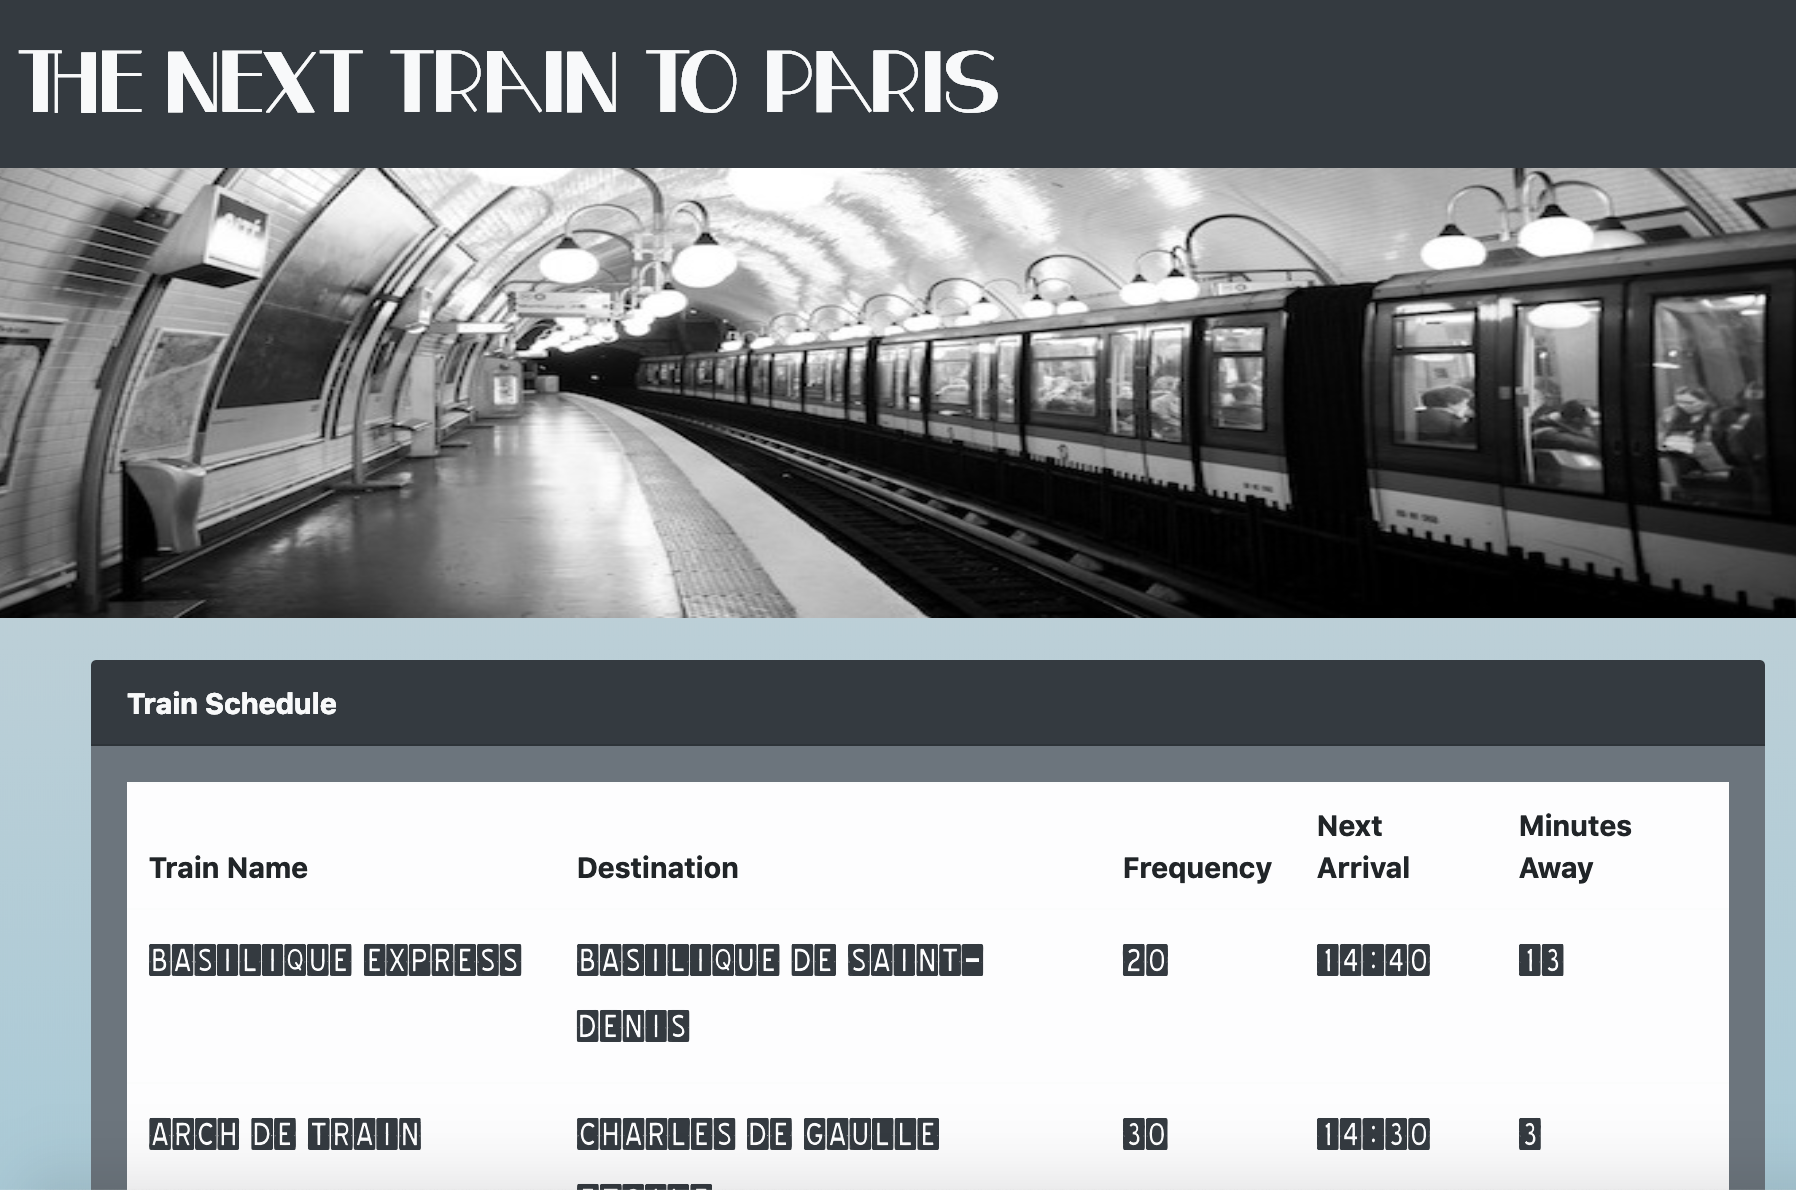 THE NEXT TRAIN TO PARIS
Train Schedule
Train Name Destination Frequency Next Arrival Minutes Away
BASILIQUE EXPRESS BASILIQUE DE SAINT-DENIS 20 14:40 13
ARCH DE TRAIN CHARLES DE GAULLE 30 14:30 3